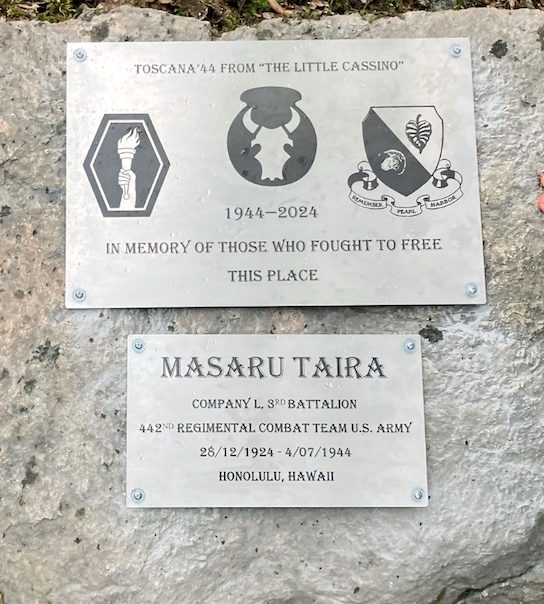 TOSCANA'44 FROM "THE LITTLE CASSINO"
REMEMBER PEARL HARBOR
1944—2024
IN MEMORY OF THOSE WHO FOUGHT TO FREE
THIS PLACE
MASARU TAIRA
COMPANY L, 3RD BATTALION
442ND REGIMENTAL COMBAT TEAM U.S. ARMY
28/12/1924 - 4/07/1944
HONOLULU, HAWAII